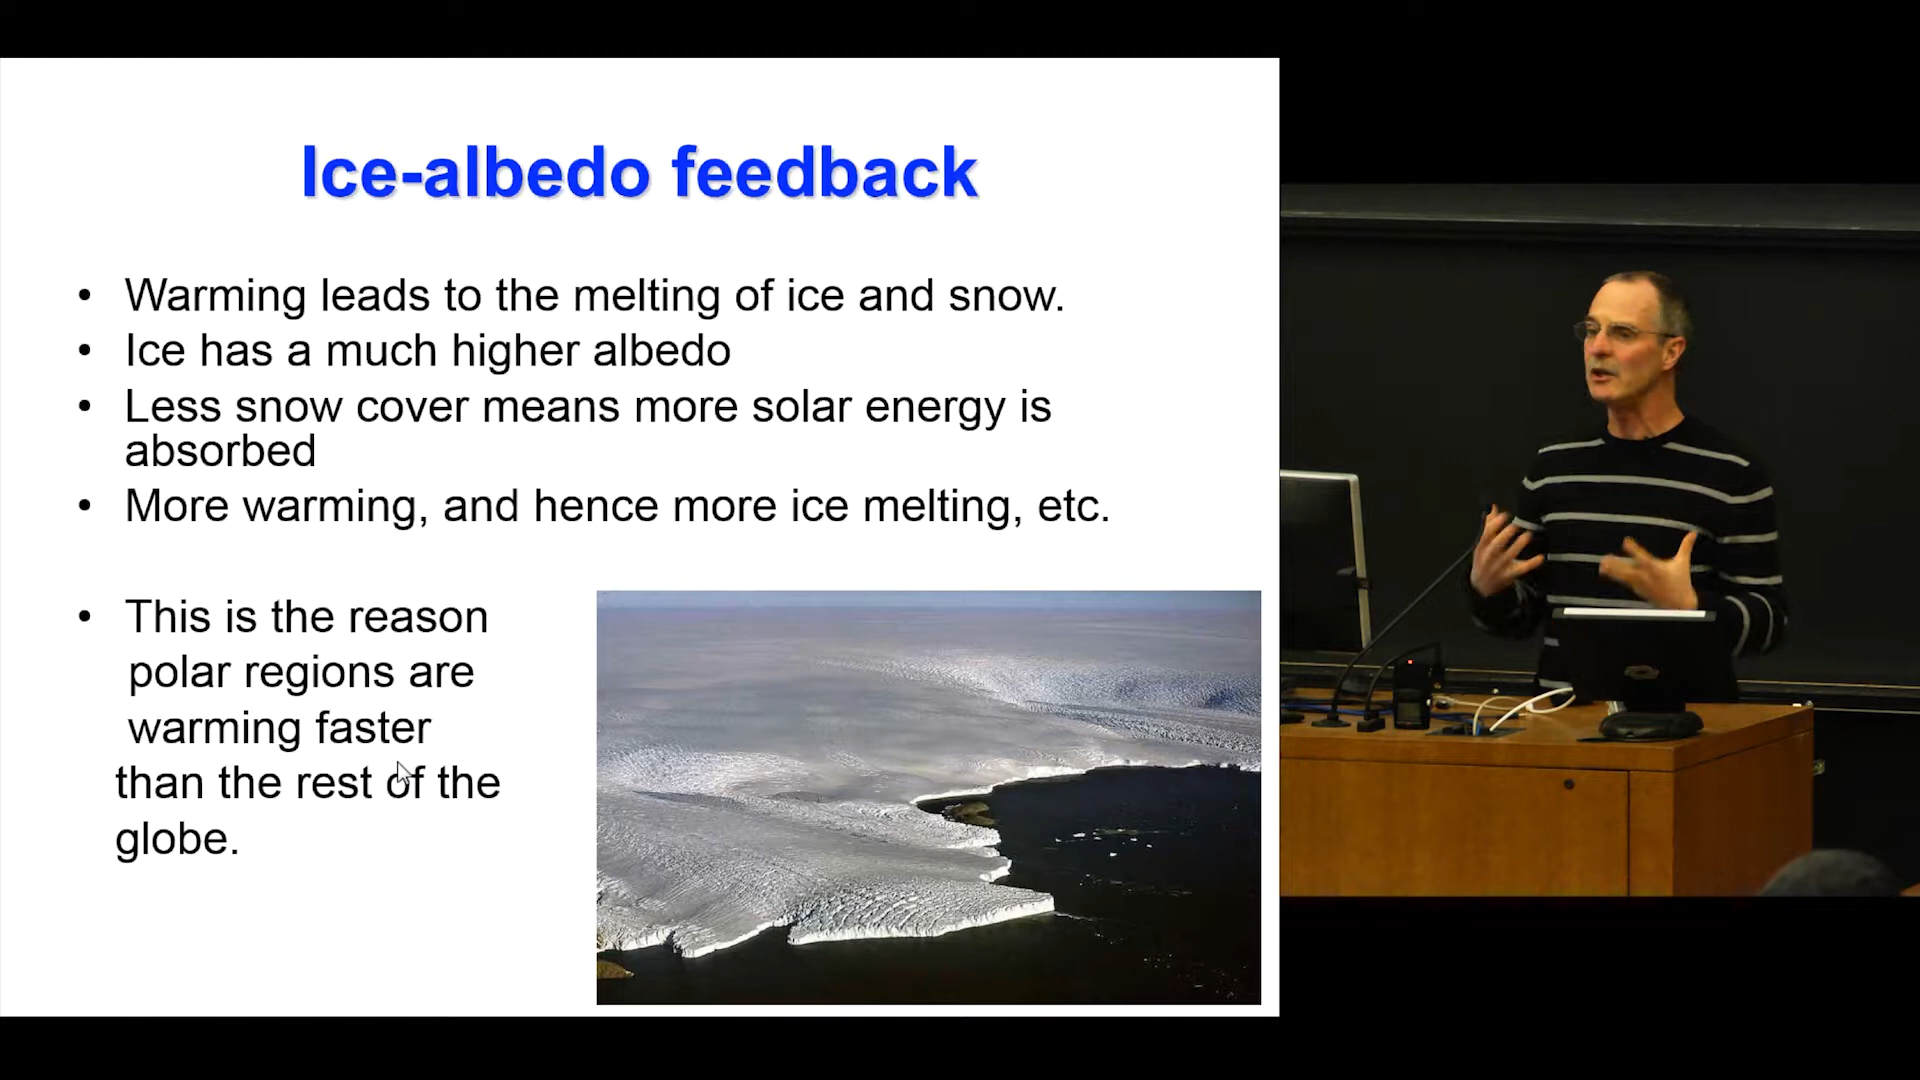 Ice-albedo feedback
• Warming leads to the melting of ice and snow.
• Ice has a much higher albedo
• Less snow cover means more solar energy is
absorbed
• More warming, and hence more ice melting, etc.
• This is the reason
polar regions are
warming faster
than the rest of the
globe.